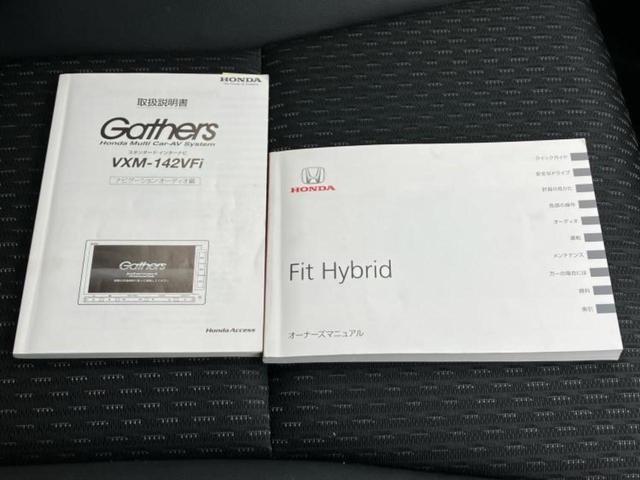 HONDA
取扱説明書
Gathers
Honda Multi Car-AV System
スタンダード・インターナビ
VXM-142VFi
ナビゲーション・オーディオ編
Gathers
Honda Access
HONDA
Fit Hybrid
オーナーズマニュアル
クイックガイド
安全なドライブ
計器の見かた
各部の操作
オーディオ
運転
メンテナンス
万一の場合には
資料
索引